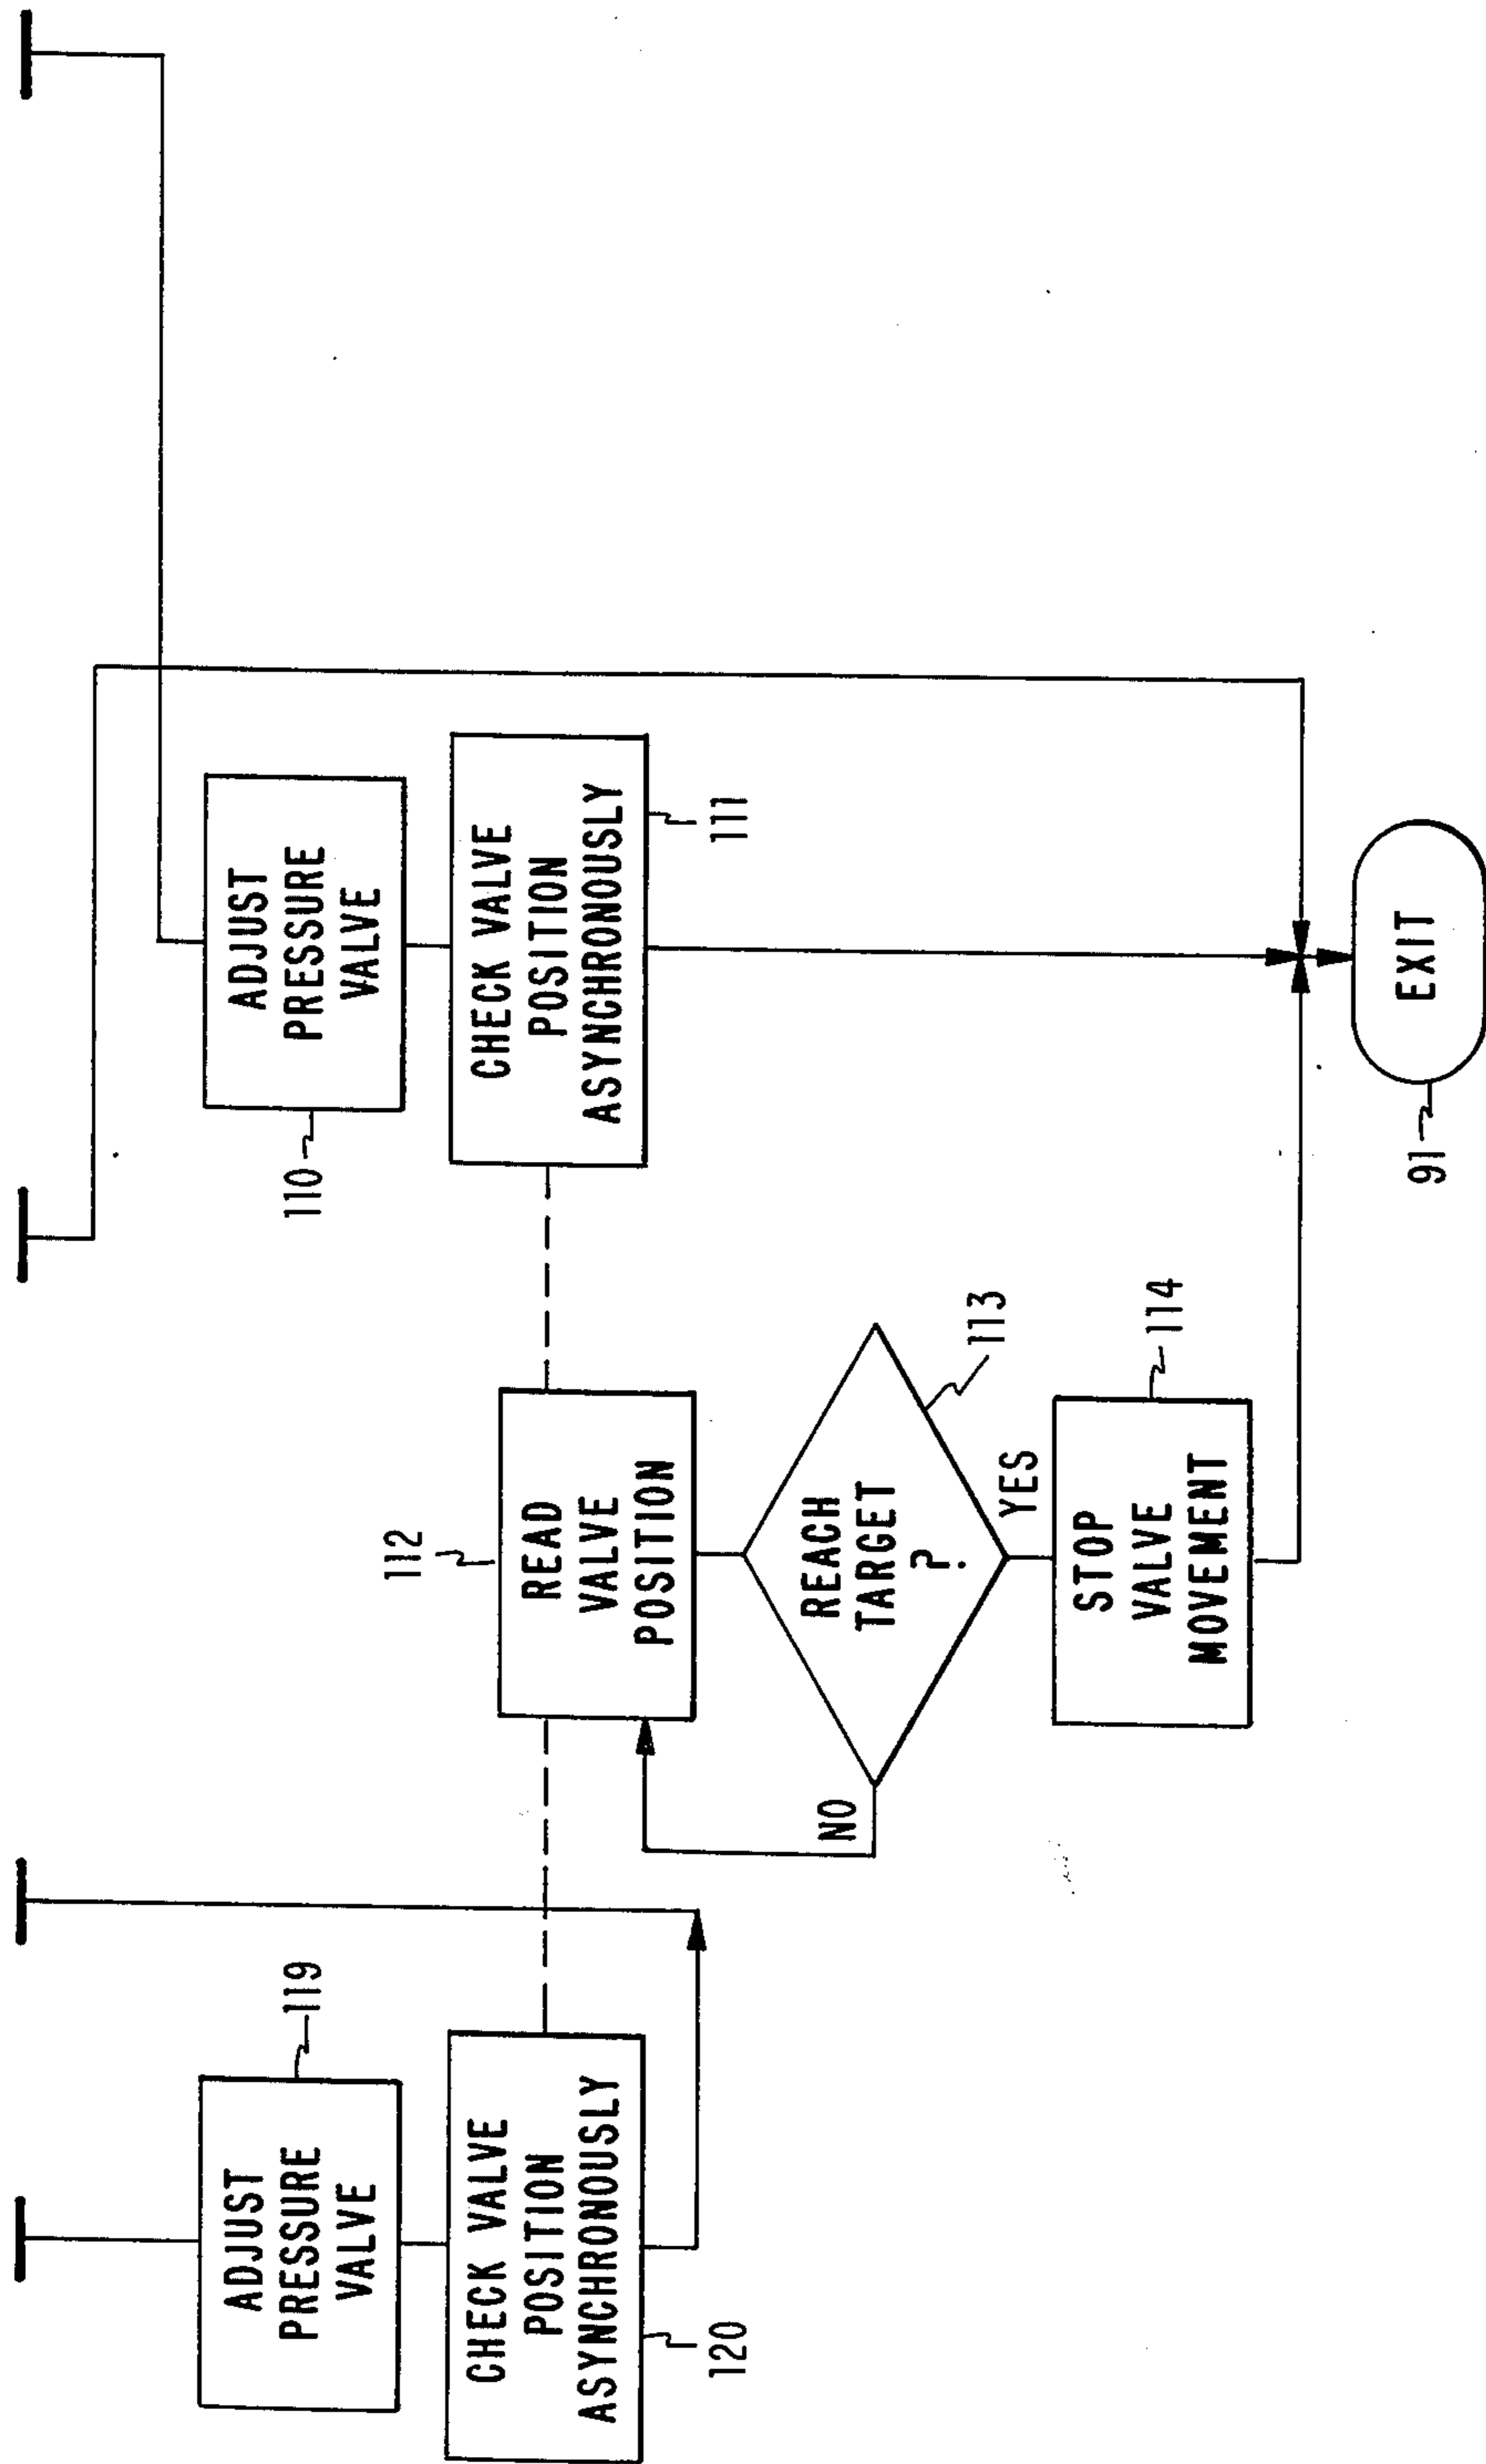 119
ADJUST
PRESSURE
VALVE
CHECK VALVE
POSITION
ASYNCHRONOUSLY
120
112
READ
VALVE
POSITION
NO
REACH
TARGET
?
113
YES
STOP
VALVE
MOVEMENT
114
110
ADJUST
PRESSURE
VALVE
CHECK VALVE
POSITION
ASYNCHRONOUSLY
111
91
EXIT